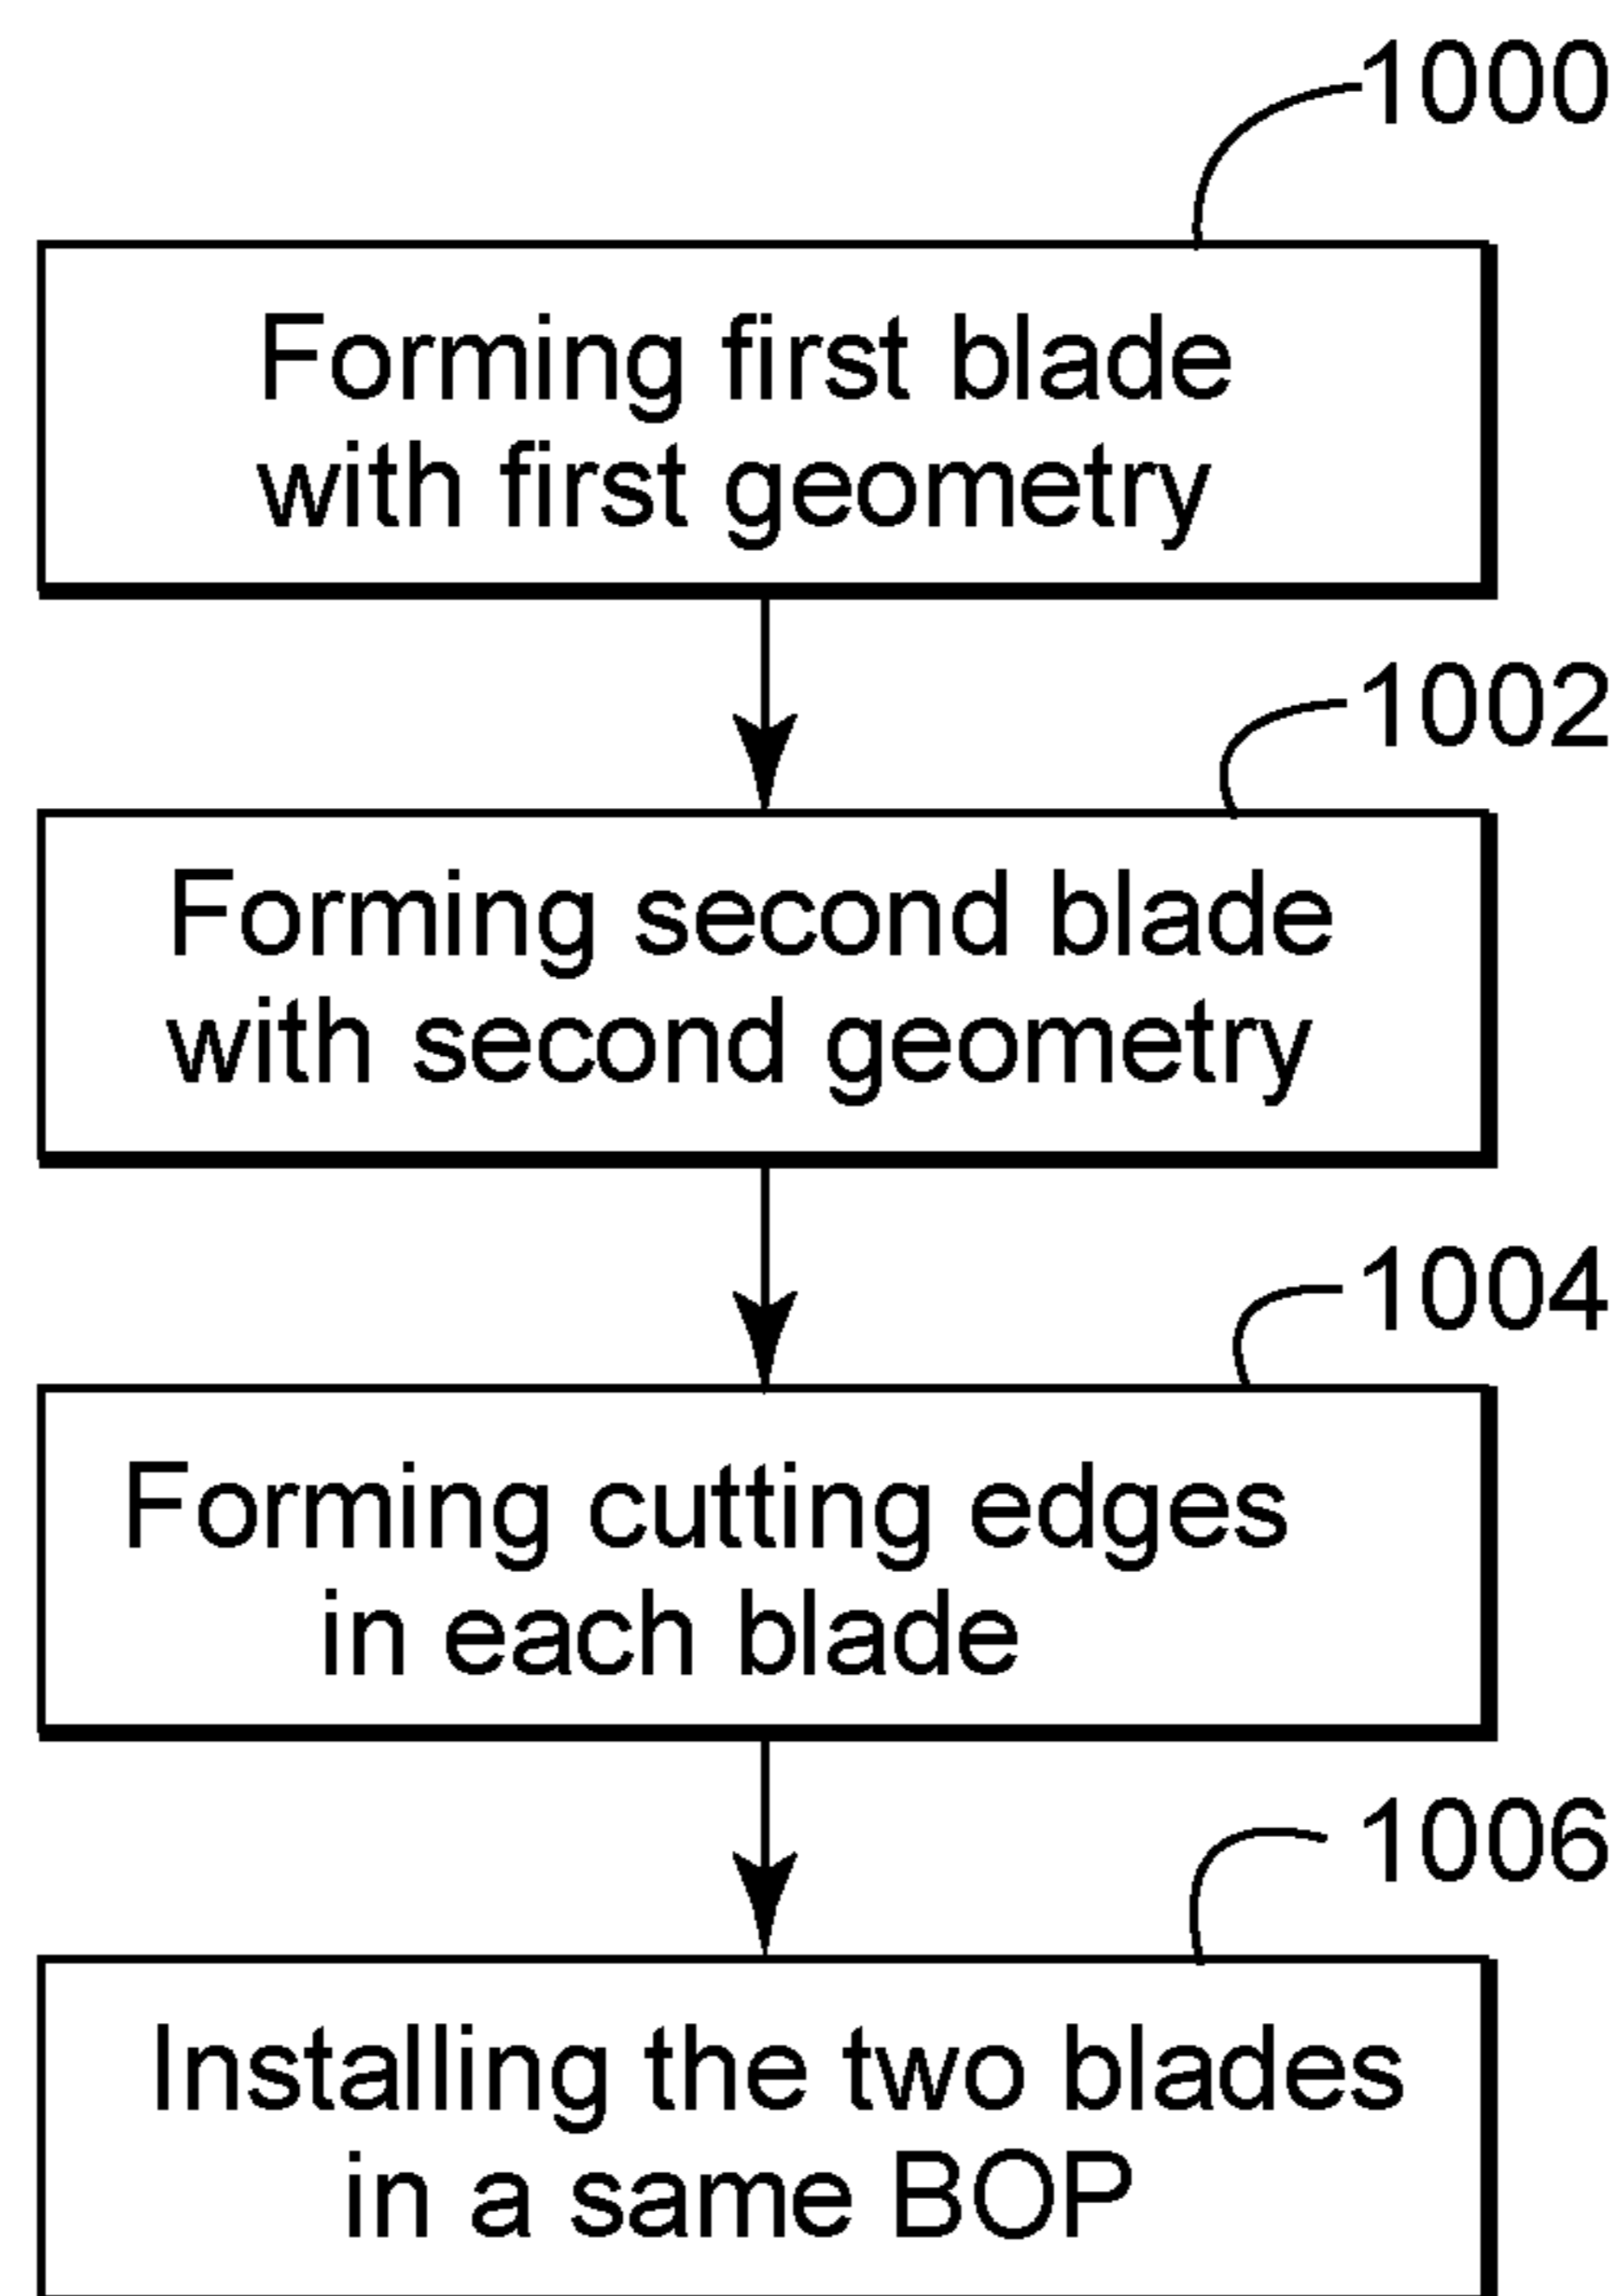 1000
Forming first blade
with first geometry
1002
Forming second blade
with second geometry
1004
Forming cutting edges
in each blade
1006
Installing the two blades
in a same BOP